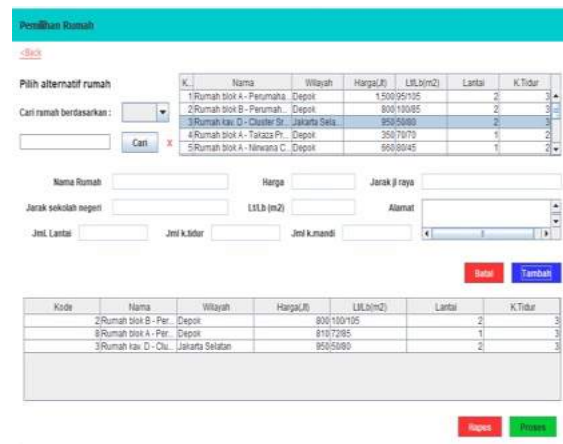 Pemilihan Rumah
<Back
Pilih alternatif rumah
Cari rumah berdasarkan :
Cari x
K... Nama Wilayah Harga(Jt) Lt/Lb(m2) Lantai K.Tidur
1 Rumah blok A - Perumaha... Depok 1,500 95/105 2 3
2 Rumah blok B - Perumah... Depok 800 100/85 2 3
3 Rumah kav. D - Cluster Sr... Jakarta Sela... 950 50/80 2 3
4 Rumah blok A - Takaza Pr... Depok 350 70/70 1 2
5 Rumah blok A - Nirwana C... Depok 660 80/45 1 2
Nama Rumah Harga Jarak jl raya
Jarak sekolah negeri Lt/Lb (m2) Alamat
Jml. Lantai Jml k.tidur Jml k.mandi
Batal Tambah
Kode Nama Wilayah Harga(Jt) Lt/Lb(m2) Lantai K.Tidur
2 Rumah blok B - Per... Depok 800 100/105 2 3
8 Rumah blok A - Per... Depok 810 72/85 1 3
3 Rumah kav. D - Clu... Jakarta Selatan 950 50/80 2 3
Hapus Proses